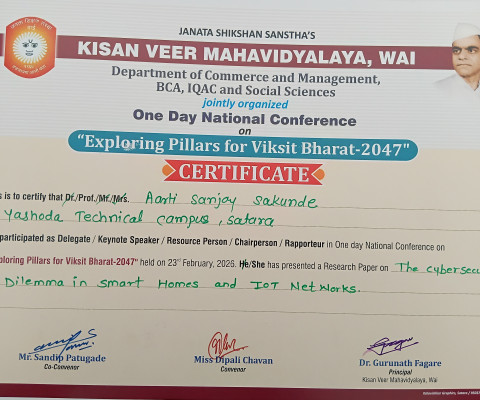 JANATA SHIKSHAN SANSTHA'S
KISAN VEER MAHAVIDYALAYA, WAI
Department of Commerce and Management,
BCA, IQAC and Social Sciences
jointly organized
One Day National Conference
on
"Exploring Pillars for Viksit Bharat-2047"
CERTIFICATE
is is to certify that Dr./Prof./Mr./Mrs. Aarti Sanjay Sakunde
Yashoda Technical campus, Satara
participated as Delegate / Keynote Speaker / Resource Person / Chairperson / Rapporteur in One day National Conference on
ploring Pillars for Viksit Bharat-2047" held on 23rd February, 2026. He/She has presented a Research Paper on The cybersecu
Dilemma in smart Homes and IoT Networks.
Mr. Sandip Patugade
Co-Convenor
Miss Dipali Chavan
Convenor
Dr. Gurunath Fagare
Principal
Kisan Veer Mahavidyalaya, Wai